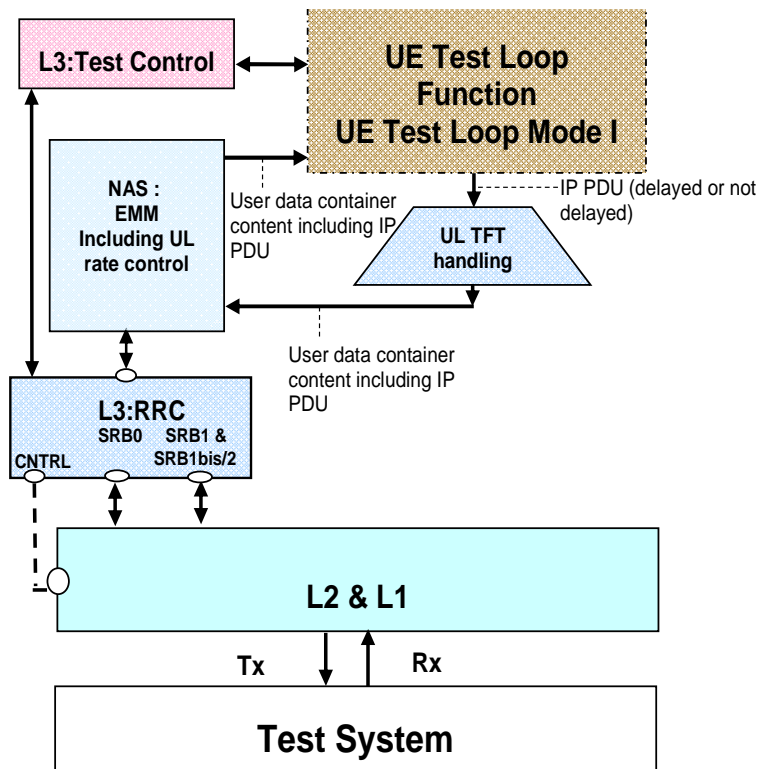 L3:Test Control
UE Test Loop
Function
UE Test Loop Mode I
NAS :
EMM
Including UL
rate control
User data container
content including IP
PDU
IP PDU (delayed or not
delayed)
UL TFT
handling
User data container
content including IP
PDU
L3:RRC
SRB0
SRB1 &
SRB1bis/2
CNTRL
L2 & L1
Tx
Rx
Test System